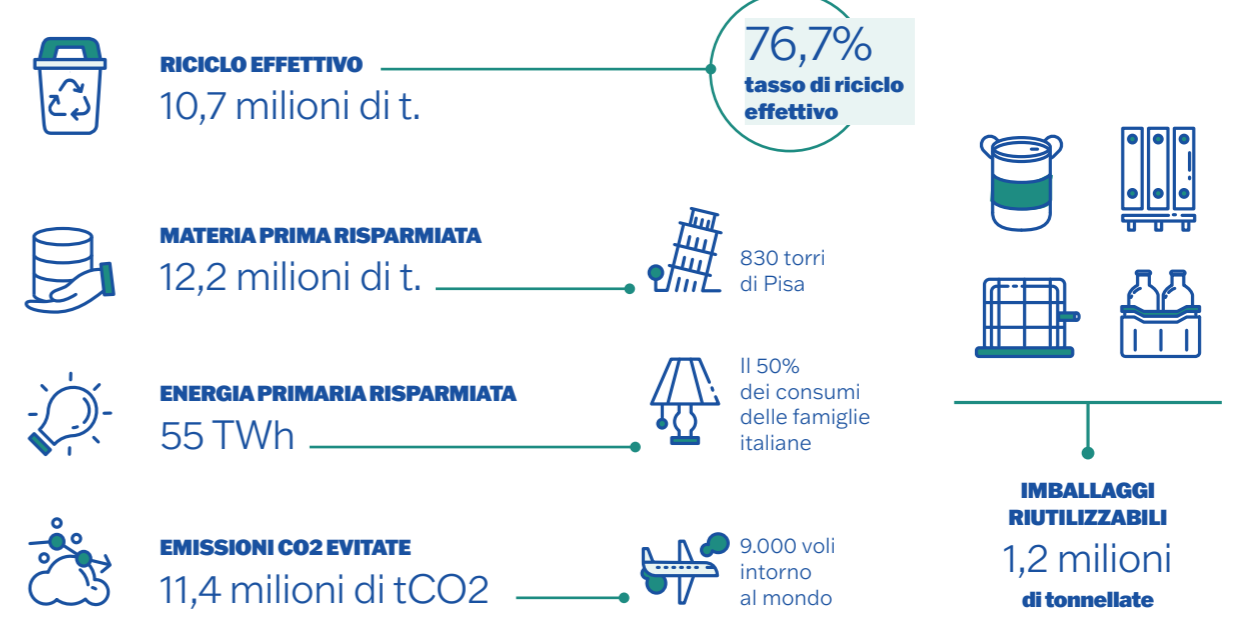 RICICLO EFFETTIVO
10,7 milioni di t.
76,7%
tasso di riciclo
effettivo
MATERIA PRIMA RISPARMIATA
12,2 milioni di t.
830 torri
di Pisa
ENERGIA PRIMARIA RISPARMIATA
55 TWh
Il 50%
dei consumi
delle famiglie
italiane
EMISSIONI CO2 EVITATE
11,4 milioni di tCO2
9.000 voli
intorno
al mondo
IMBALLAGGI
RIUTILIZZABILI
1,2 milioni
di tonnellate